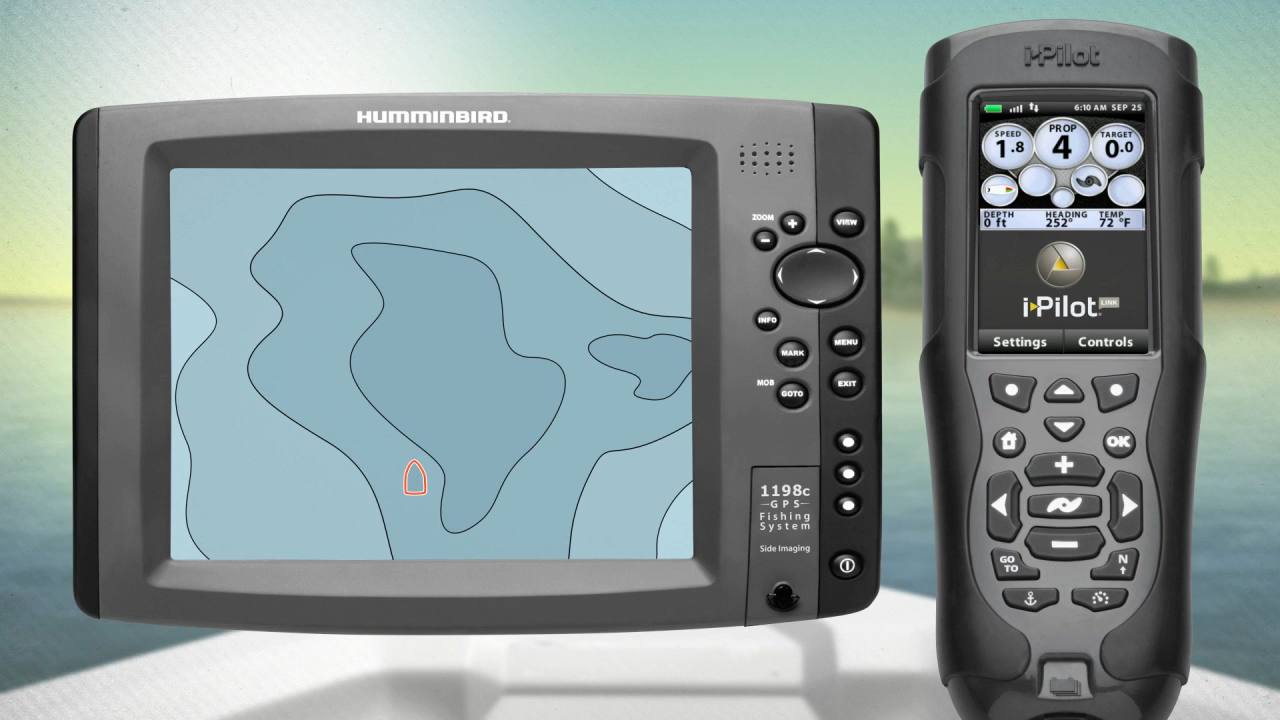 HUMMINBIRD
ZOOM
+
-
VIEW
INFO
MARK
MENU
MOB
GOTO
EXIT
1198c
GPS
Fishing
System
Side Imaging
i-Pilot
6:10 AM SEP 25
SPEED
1.8
PROP
4
TARGET
0.0
DEPTH
0 ft
HEADING
252°
TEMP
72 °F
i-Pilot LINK
Settings
Controls
OK
+
-
GO
TO
N